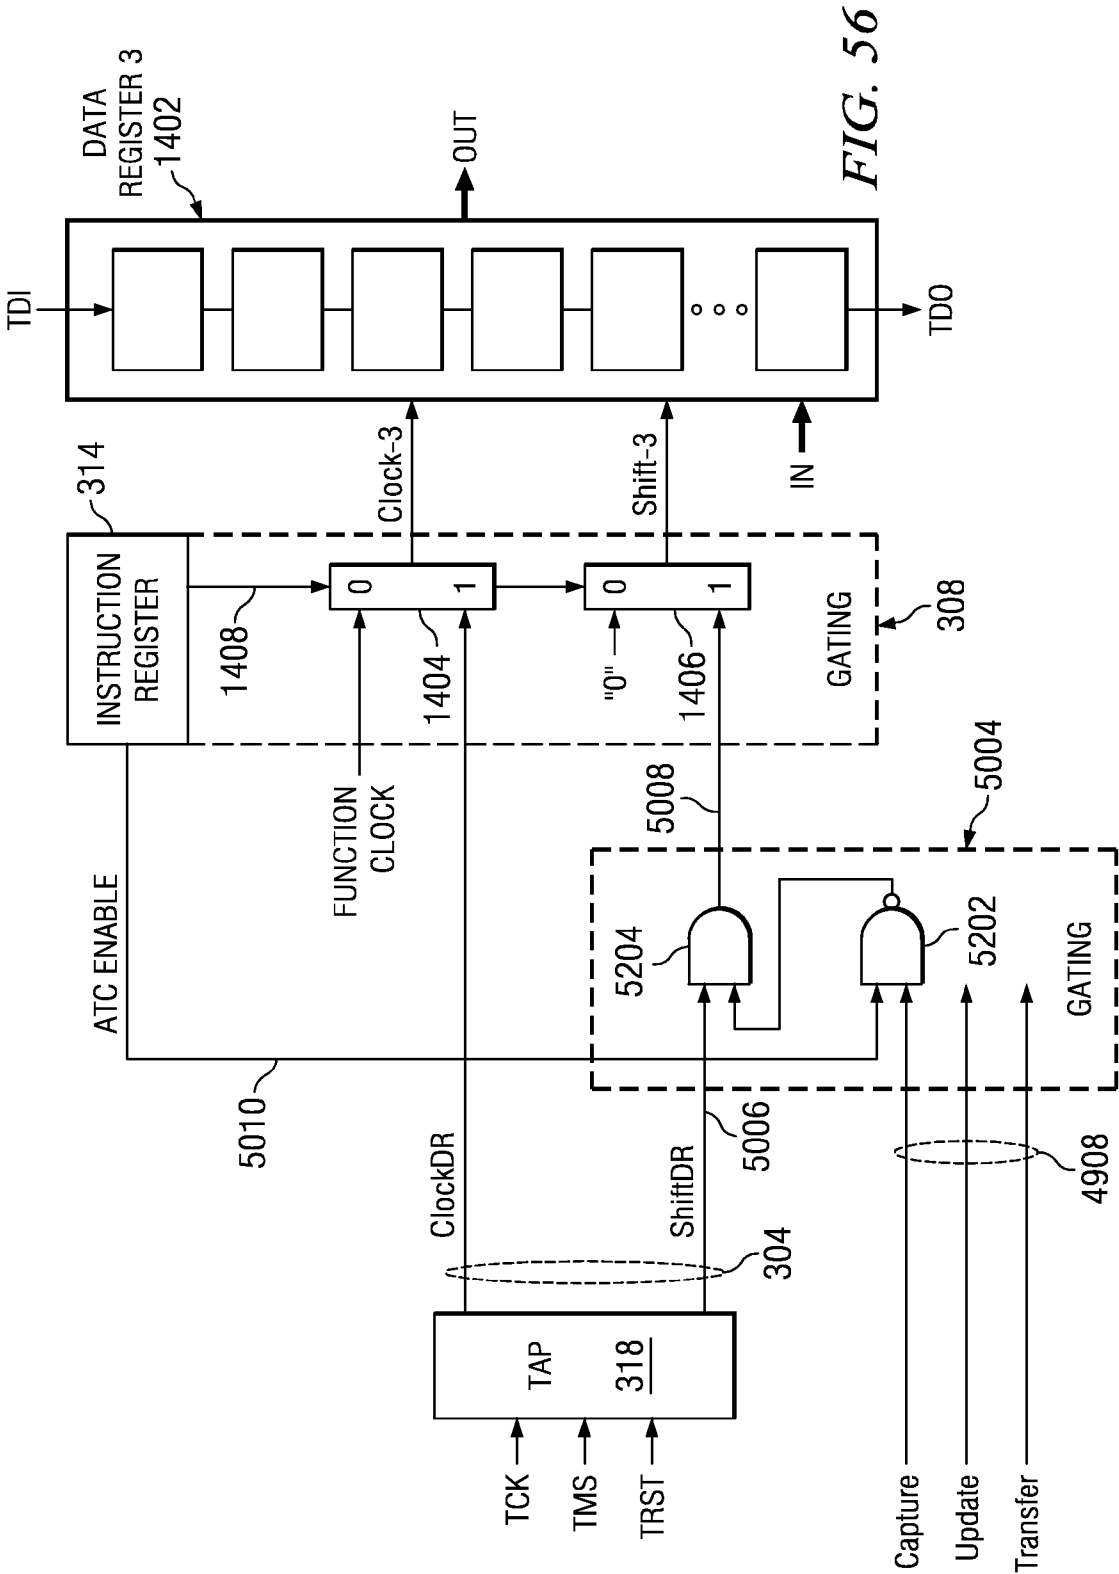 TDI
DATA
REGISTER 3
1402
OUT
TDO
IN
INSTRUCTION
REGISTER
314
1408
Clock-3
Shift-3
0
1
1404
FUNCTION
CLOCK
"0"
0
1
1406
GATING
308
ATC ENABLE
5010
5008
5004
5204
5202
GATING
ClockDR
ShiftDR
5006
304
4908
TAP
318
TCK
TMS
TRST
Capture
Update
Transfer
FIG. 56